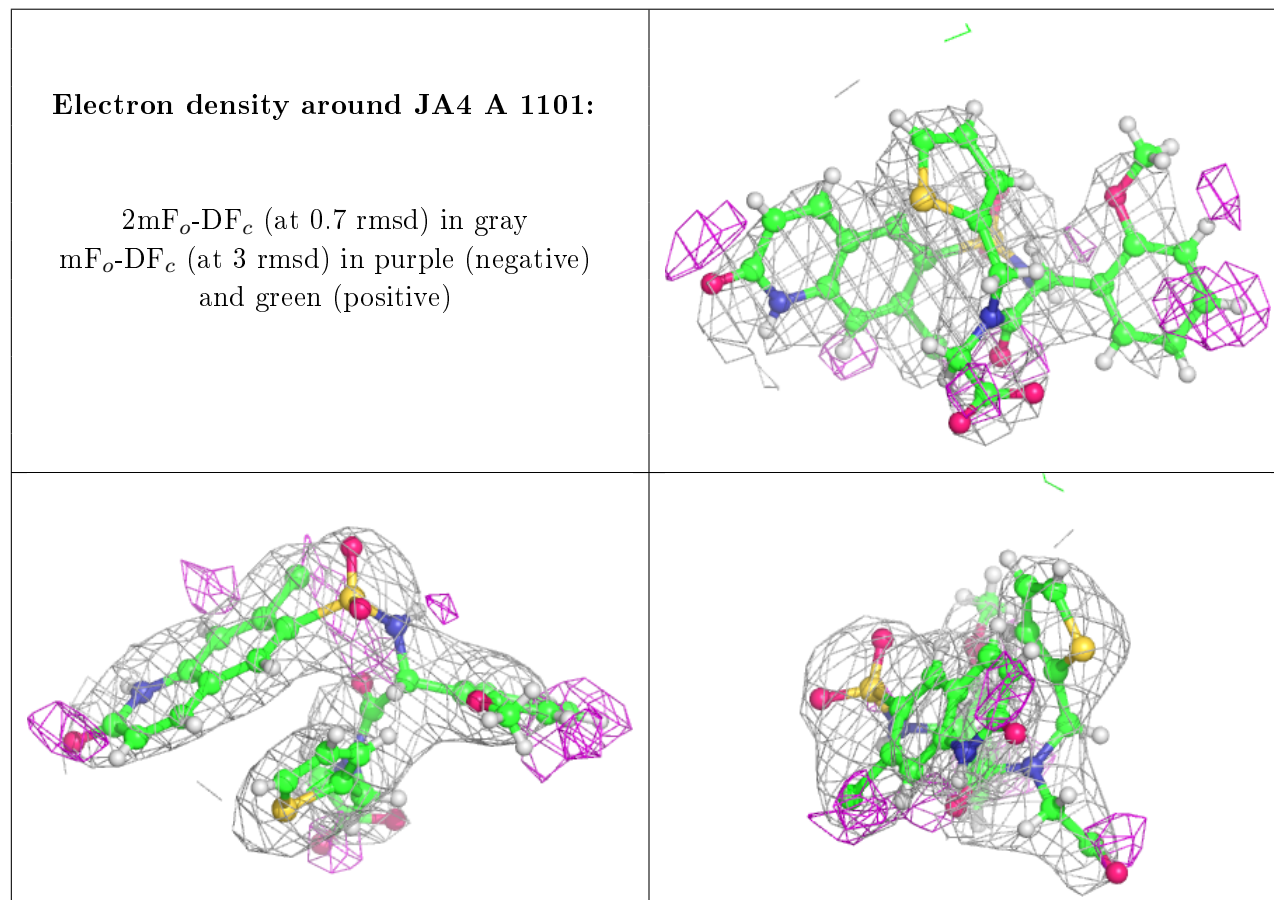 Electron density around JA4 A 1101:
2mFₒ-DF𝒸 (at 0.7 rmsd) in gray
mFₒ-DF𝒸 (at 3 rmsd) in purple (negative)
and green (positive)